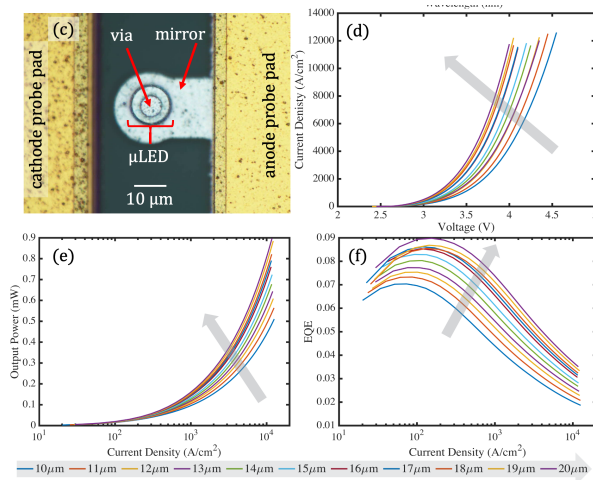 (c)
via
mirror
cathode probe pad
anode probe pad
μLED
10 μm
(d)
Current Denisty (A/cm²)
14000
12000
10000
8000
6000
4000
2000
0
2 2.5 3 3.5 4 4.5 5
Voltage (V)
(e)
Output Power (mW)
0.9
0.8
0.7
0.6
0.5
0.4
0.3
0.2
0.1
0
10¹ 10² 10³ 10⁴
Current Density (A/cm²)
(f)
EQE
0.09
0.08
0.07
0.06
0.05
0.04
0.03
0.02
0.01
10¹ 10² 10³ 10⁴
Current Density (A/cm²)
10μm 11μm 12μm 13μm 14μm 15μm 16μm 17μm 18μm 19μm 20μm